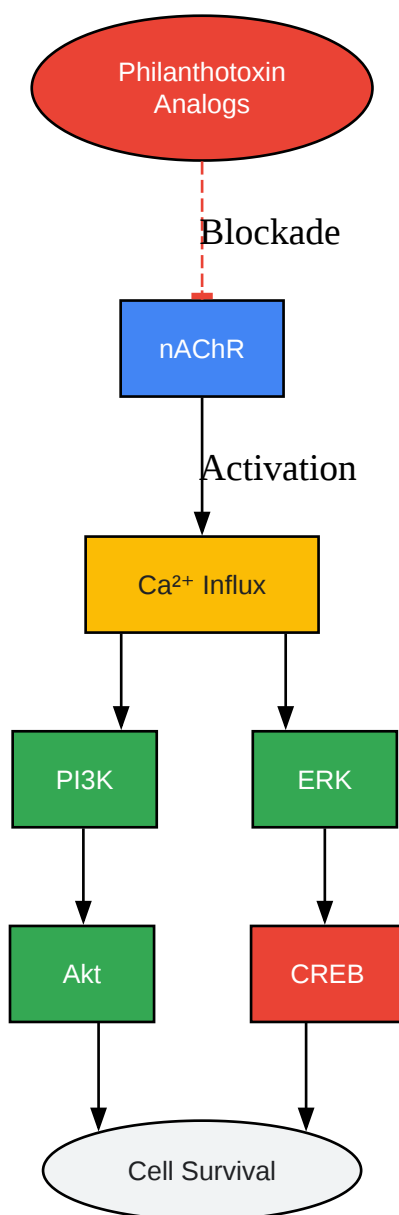 Philanthotoxin
Analogs
Blockade
nAChR
Activation
Ca²⁺ Influx
PI3K
ERK
Akt
CREB
Cell Survival